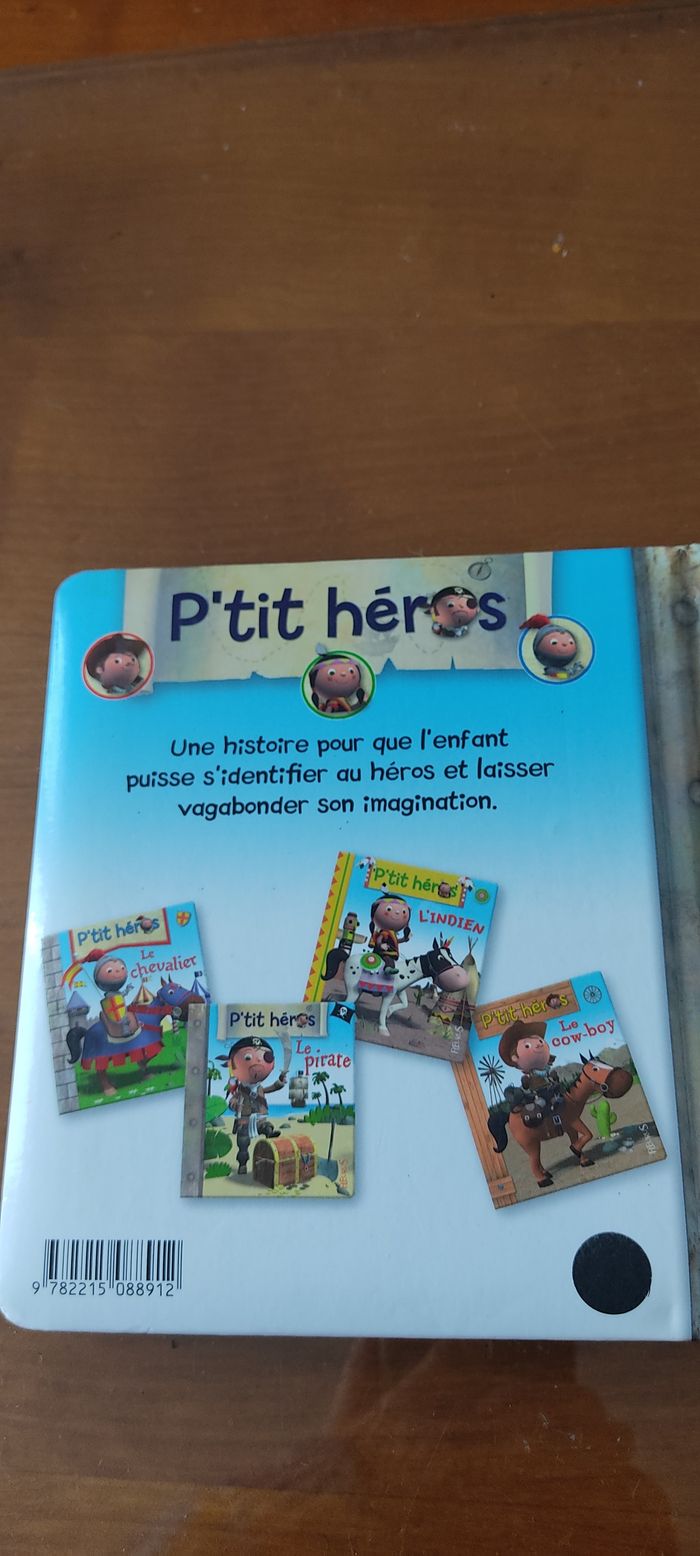 P'tit héros
Une histoire pour que l'enfant
puisse s'identifier au héros et laisser
vagabonder son imagination.
P'tit héros
L'INDIEN
P'tit héros
Le
chevalier
P'tit héros
Le
cow-boy
P'tit héros
Le
pirate
9 782215 088912